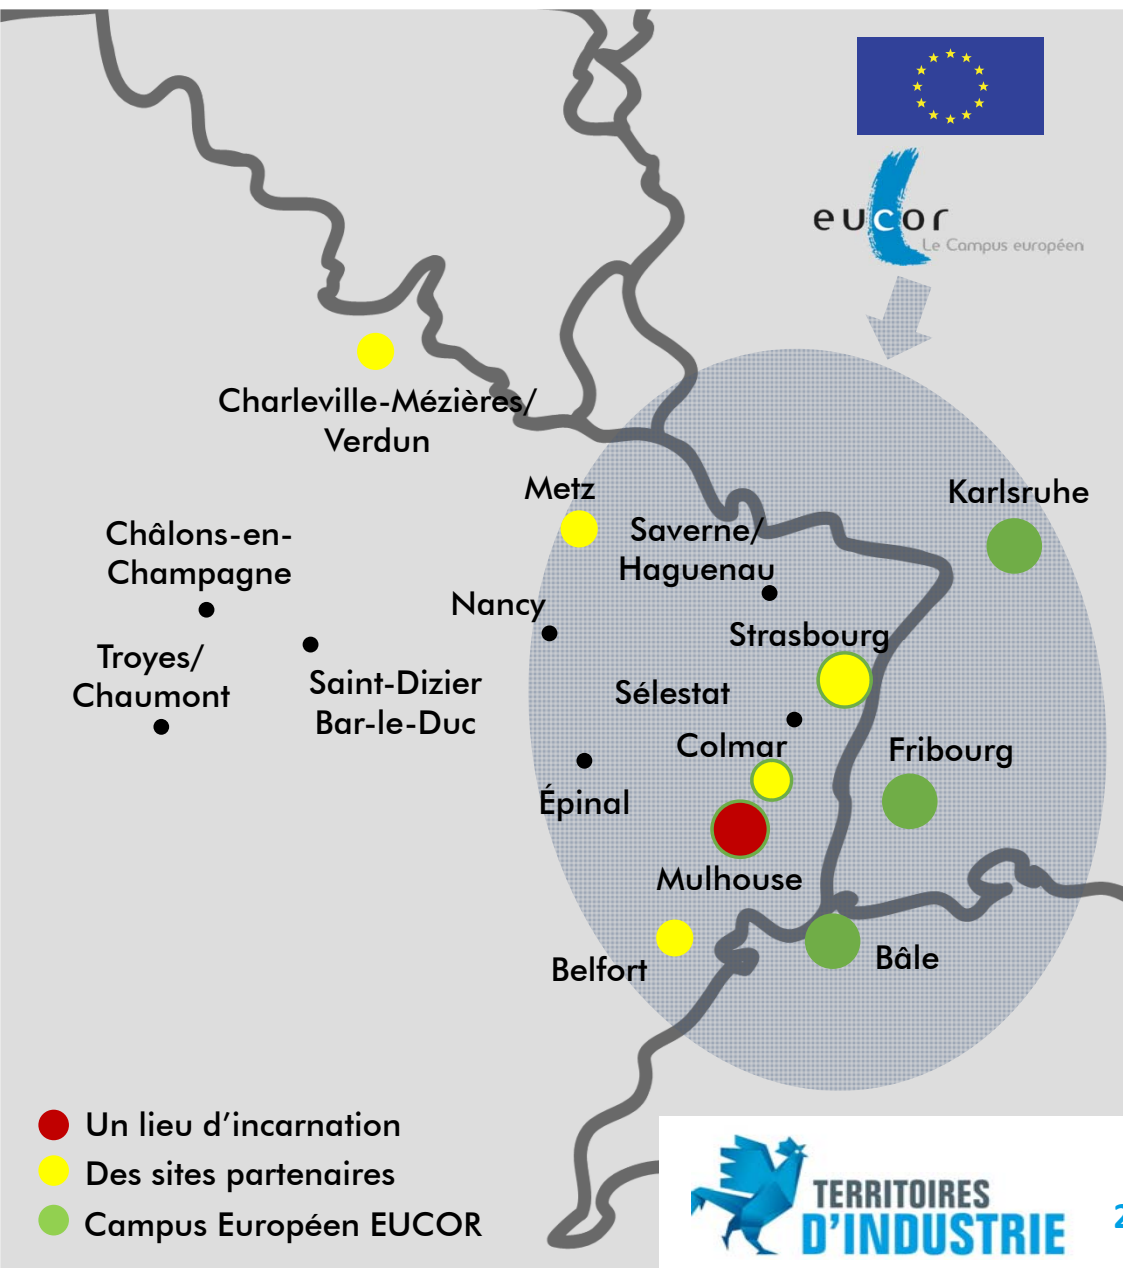 eucor
Le Campus européen
Charleville-Mézières/
Verdun
Metz
Karlsruhe
Châlons-en-
Champagne
Saverne/
Haguenau
Nancy
Strasbourg
Troyes/
Chaumont
Saint-Dizier
Bar-le-Duc
Sélestat
Colmar
Fribourg
Épinal
Mulhouse
Belfort
Bâle
Un lieu d’incarnation
Des sites partenaires
Campus Européen EUCOR
TERRITOIRES
D'INDUSTRIE
2